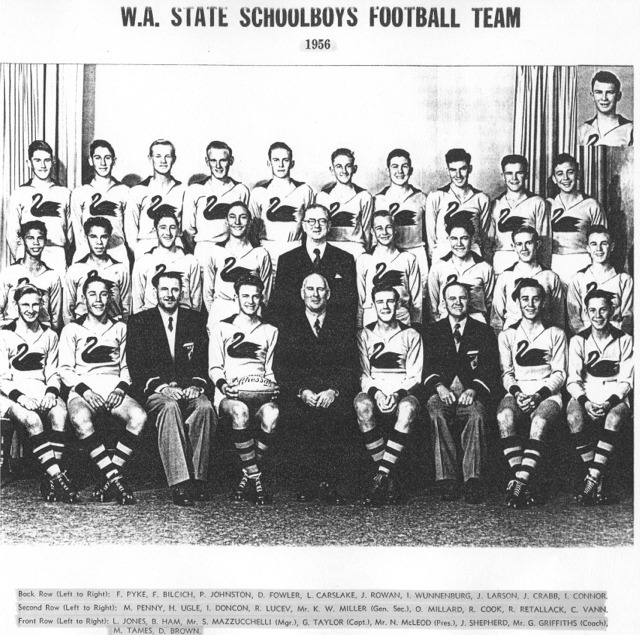 W.A. STATE SCHOOLBOYS FOOTBALL TEAM
1956
Back Row (Left to Right): F. PYKE, F. BILCICH, P. JOHNSTON, D. FOWLER, L. CARSLAKE, J. ROWAN, I. WUNNENBURG, J. LARSON, J. CRABB, I. CONNOR.
Second Row (Left to Right): M. PENNY, H. UGLE, I. DONCON, R. LUCEV, Mr. K. W. MILLER (Gen. Sec.), O. MILLARD, R. COOK, R. RETALLACK, C. VANN.
Front Row (Left to Right): L. JONES, B. HAM, Mr. S. MAZZUCCHELLI (Mgr.), G. TAYLOR (Capt.), Mr. N. McLEOD (Pres.), J. SHEPHERD, Mr. G. GRIFFITHS (Coach),
M. TAMES, D. BROWN.